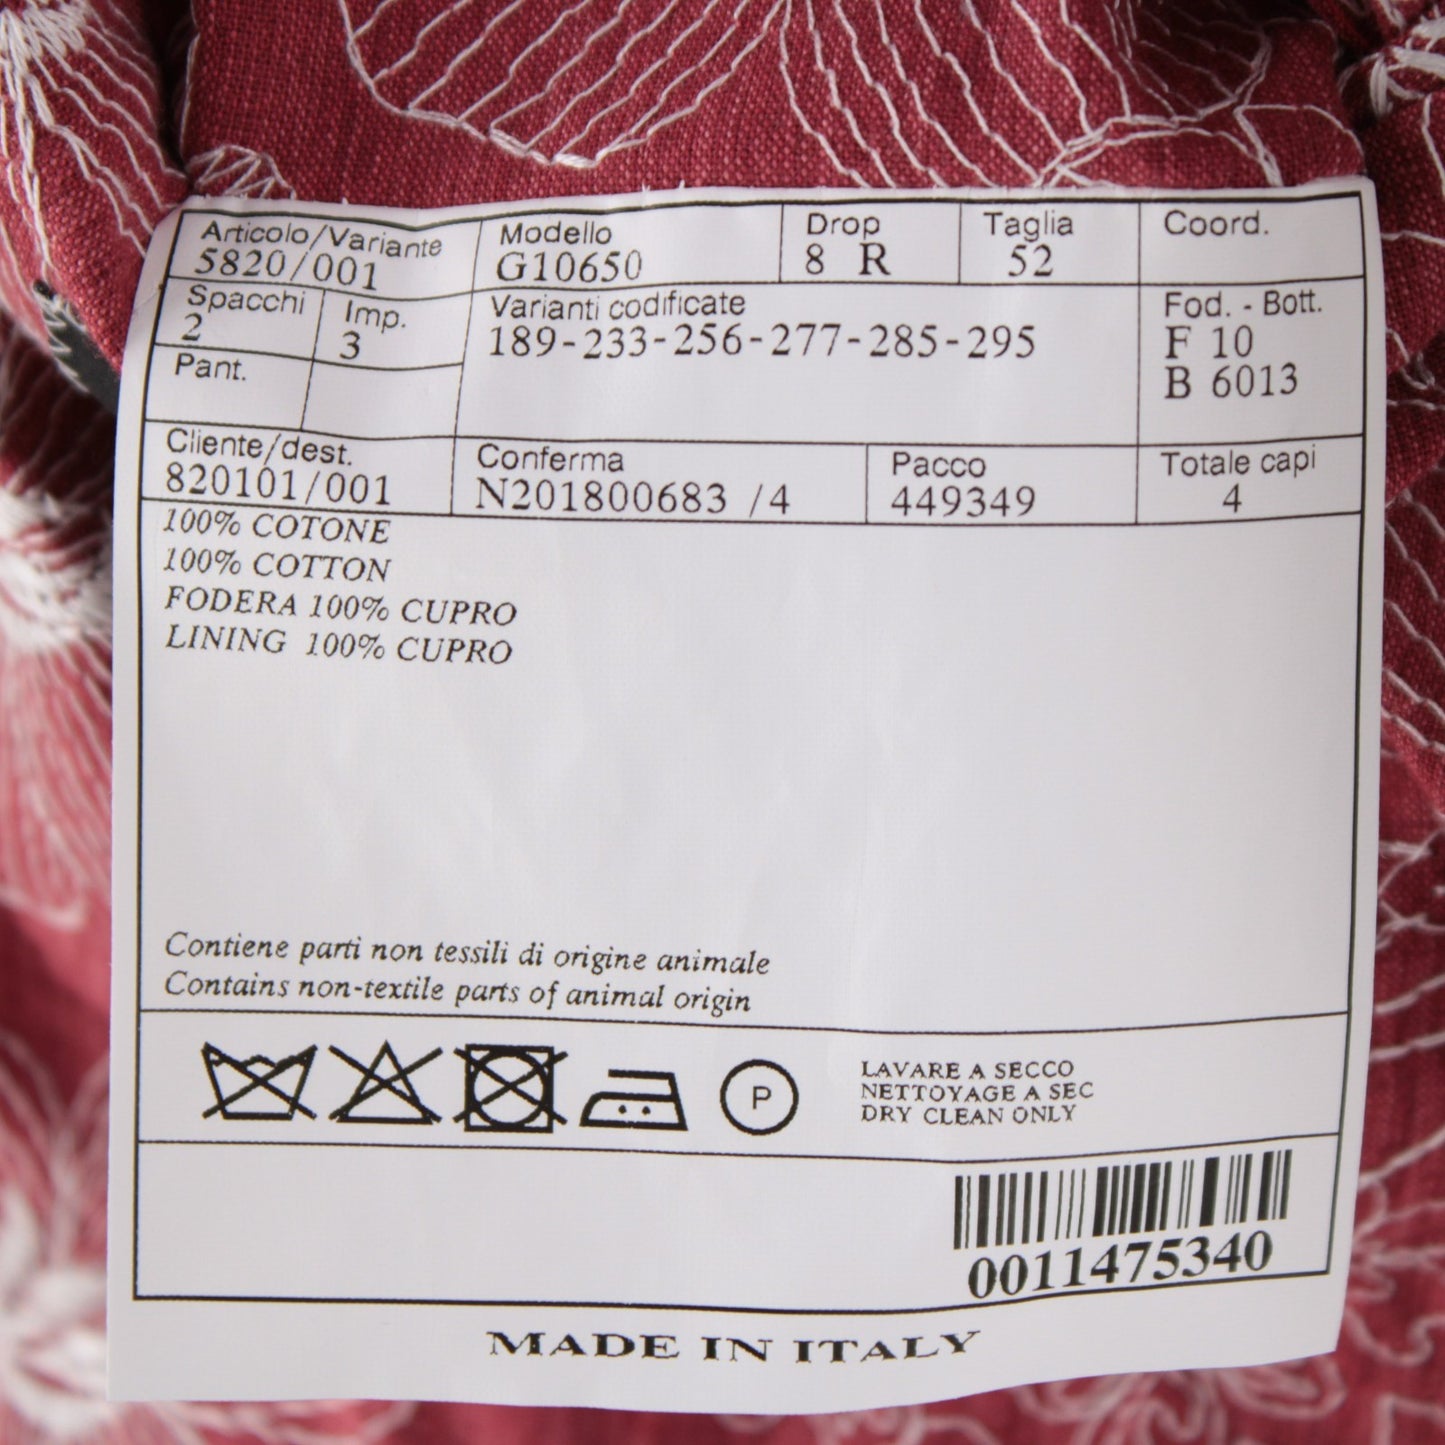 Articolo/Variante Modello Drop Taglia Coord.
5820/001 G10650 8 R 52
Spacchi Imp. Varianti codificate Fod. - Bott.
2 3 189-233-256-277-285-295 F 10
Pant. B 6013
Cliente/dest. Conferma Pacco Totale capi
820101/001 N201800683 /4 449349 4
100% COTONE
100% COTTON
FODERA 100% CUPRO
LINING 100% CUPRO
Contiene parti non tessili di origine animale
Contains non-textile parts of animal origin
P
LAVARE A SECCO
NETTOYAGE A SEC
DRY CLEAN ONLY
0011475340
MADE IN ITALY